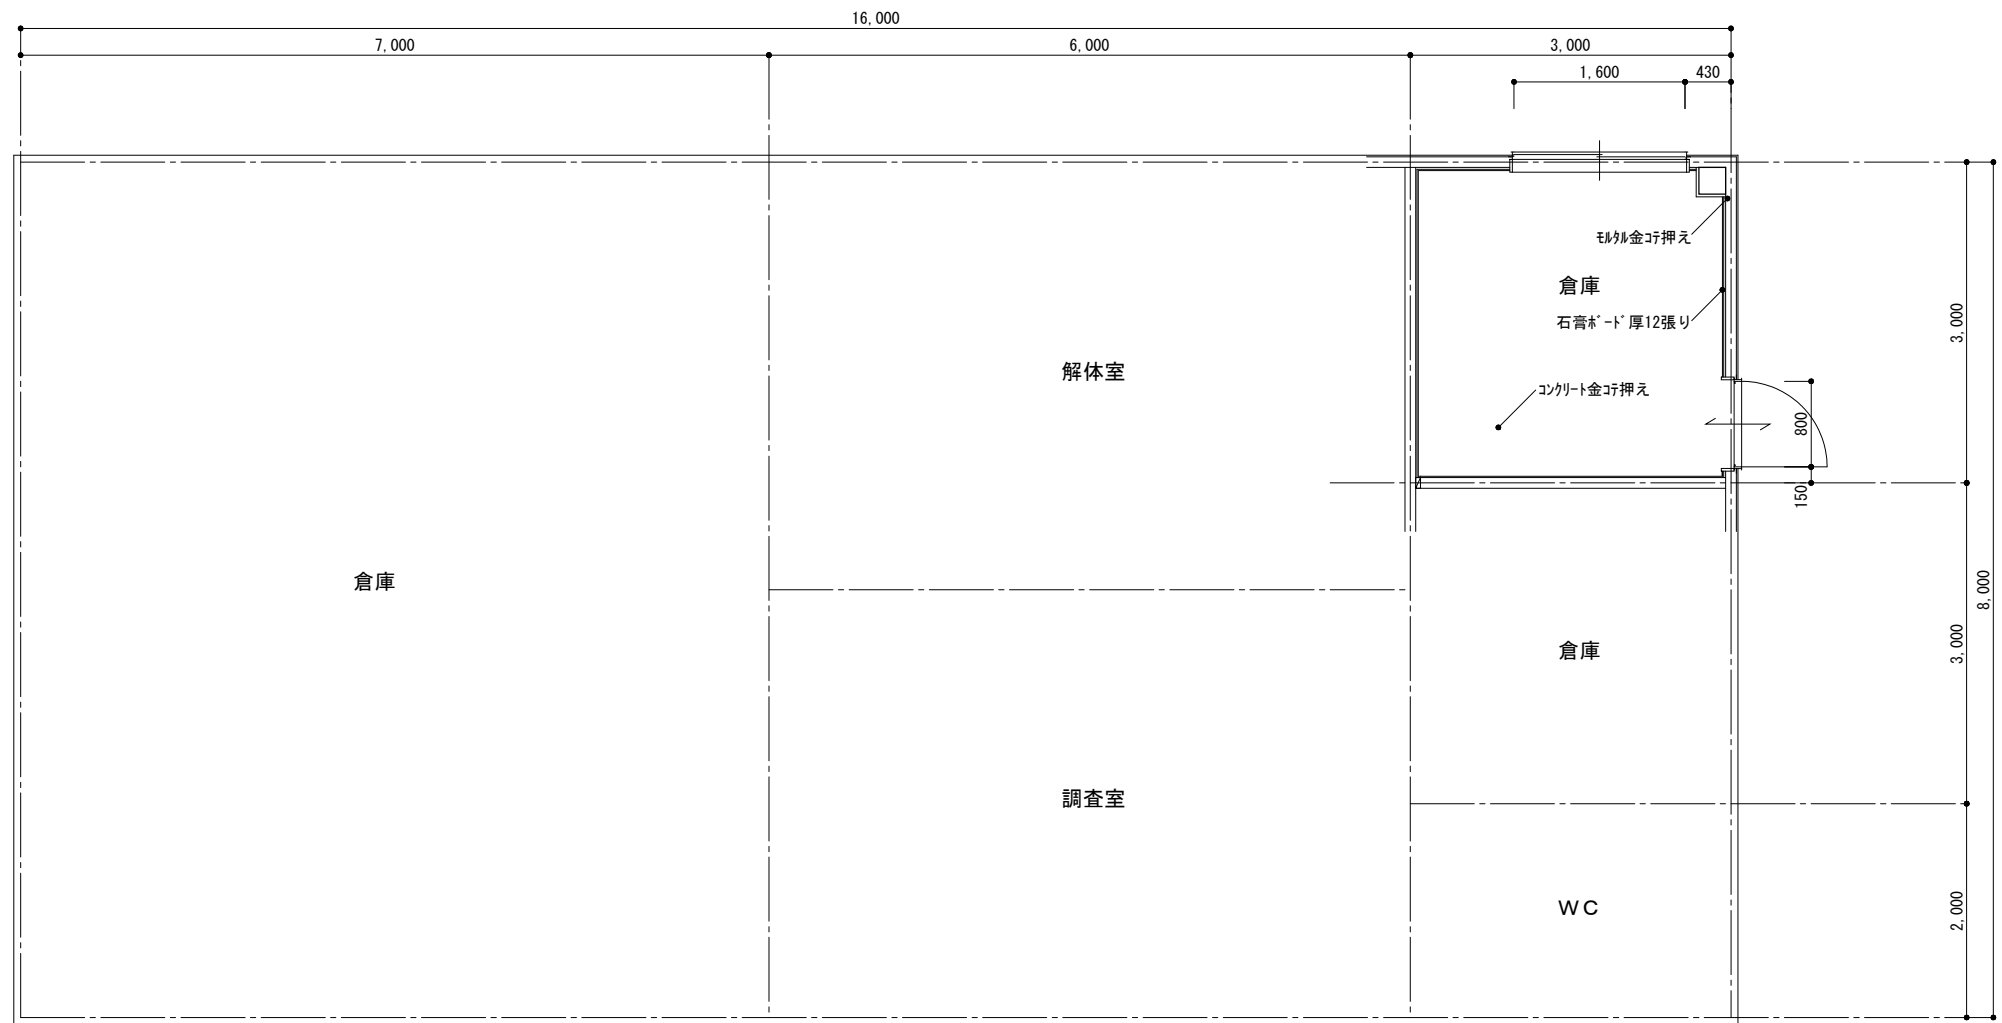 16,000
7,000
6,000
3,000
1,600
430
モルタル金コテ押え
倉庫
石膏ボード厚12張り
3,000
解体室
コンクリート金コテ押え
800
150
倉庫
8,000
倉庫
3,000
調査室
WC
2,000